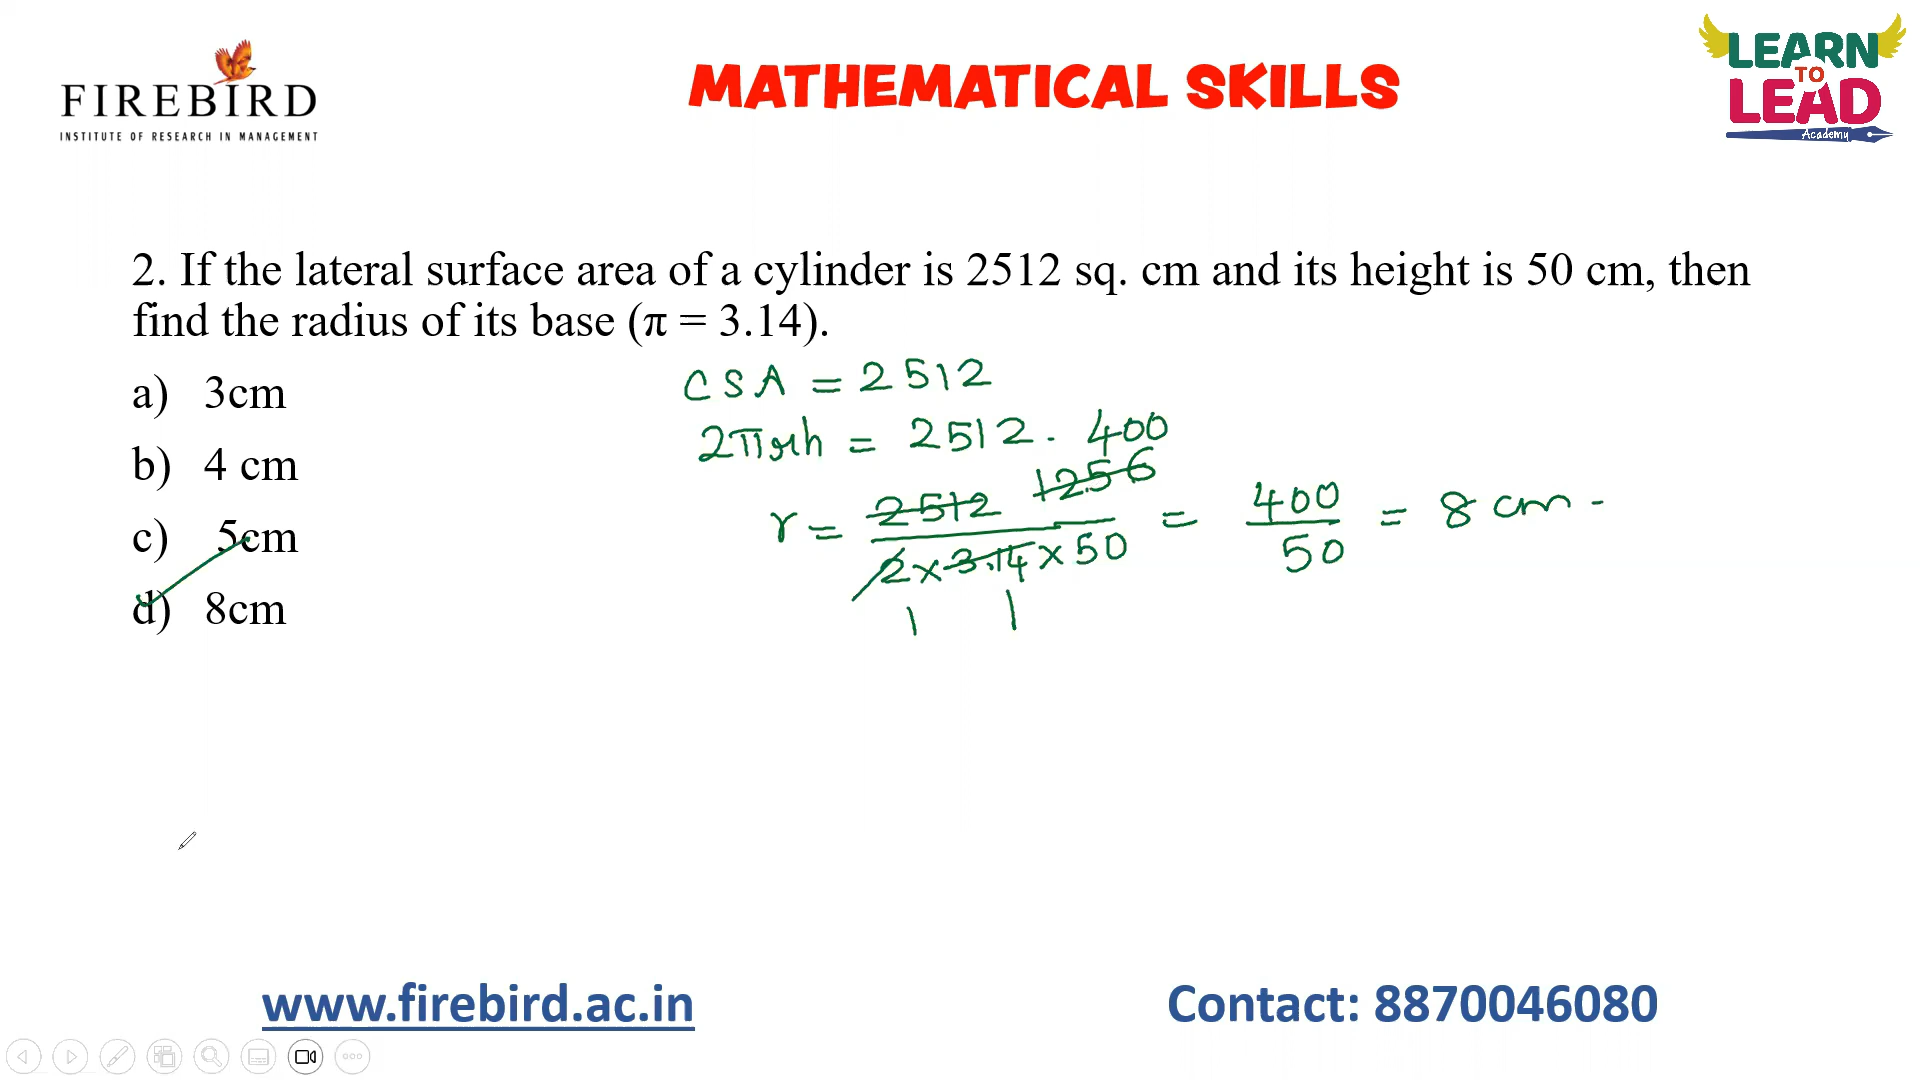 FIREBIRD
INSTITUTE OF RESEARCH IN MANAGEMENT
MATHEMATICAL SKILLS
LEARN
TO
LEAD
Academy
2. If the lateral surface area of a cylinder is 2512 sq. cm and its height is 50 cm, then
find the radius of its base (π = 3.14).
a) 3cm
b) 4 cm
c) 5cm
d) 8cm
CSA = 2512
2πrh = 2512.
400
1256
r = 2512 / 2 x 3.14 x 50 = 400 / 50 = 8 cm.
1 1
www.firebird.ac.in
Contact: 8870046080